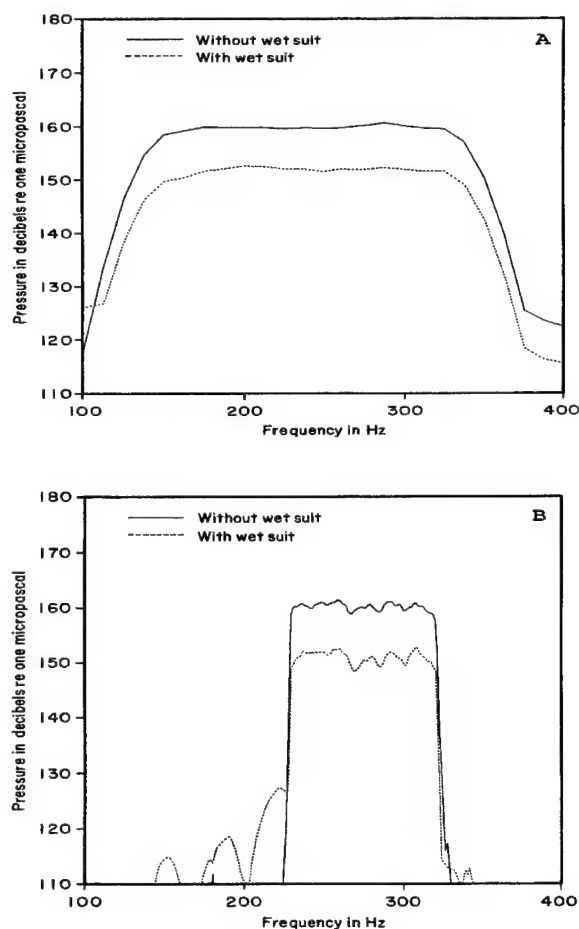 180
170
160
150
140
130
120
110
Pressure in decibels re one micropascal
Without wet suit
With wet suit
A
100
200
300
400
Frequency in Hz
180
170
160
150
140
130
120
110
Pressure in decibels re one micropascal
Without wet suit
With wet suit
B
100
200
300
400
Frequency in Hz